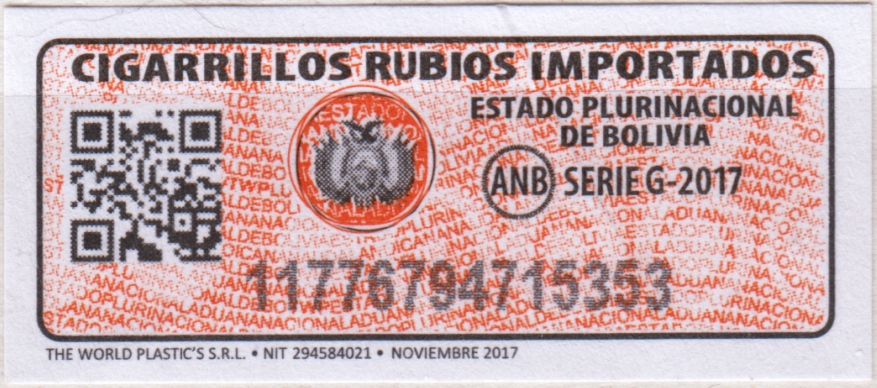 CIGARRILLOS RUBIOS IMPORTADOS
ESTADO PLURINACIONAL
DE BOLIVIA
ANB SERIE G-2017
11776794715353
THE WORLD PLASTIC'S S.R.L. • NIT 294584021 • NOVIEMBRE 2017